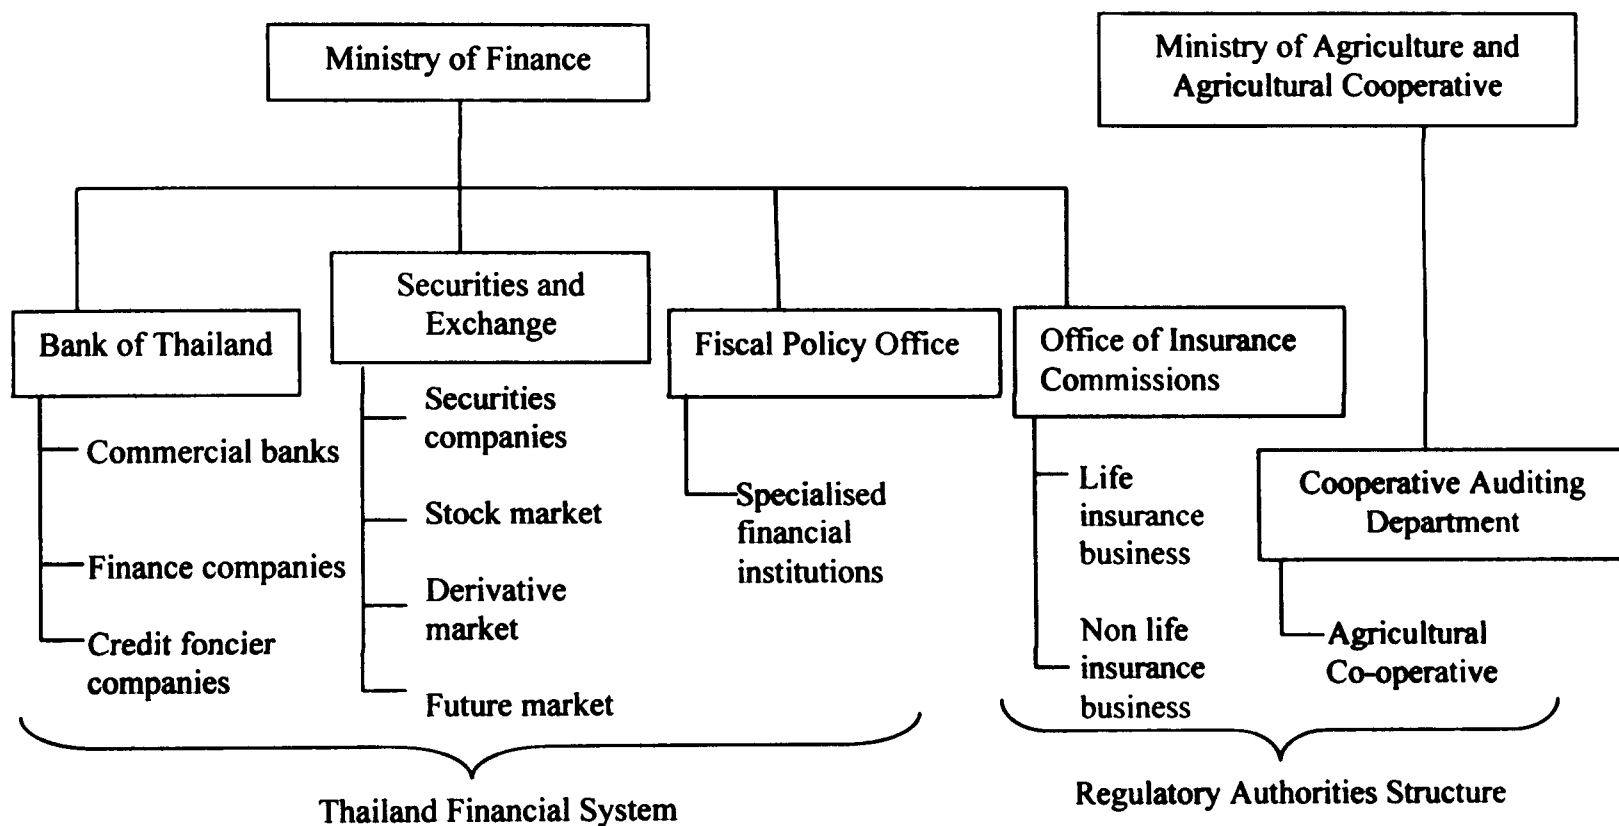 Ministry of Finance
Ministry of Agriculture and
Agricultural Cooperative
Bank of Thailand
Commercial banks
Finance companies
Credit foncier
companies
Securities and
Exchange
Securities
companies
Stock market
Derivative
market
Future market
Fiscal Policy Office
Specialised
financial
institutions
Office of Insurance
Commissions
Life
insurance
business
Non life
insurance
business
Cooperative Auditing
Department
Agricultural
Co-operative
Thailand Financial System
Regulatory Authorities Structure